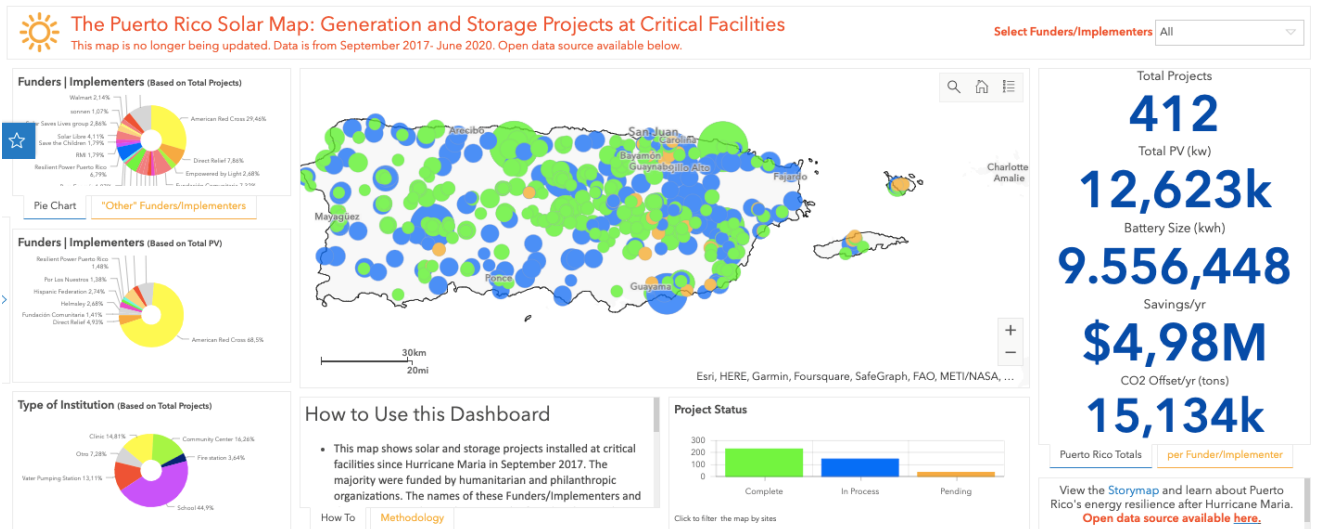 The Puerto Rico Solar Map: Generation and Storage Projects at Critical Facilities
This map is no longer being updated. Data is from September 2017- June 2020. Open data source available below.
Select Funders/Implementers
All
Funders | Implementers (Based on Total Projects)
Walmart 2,14%
sonnen 1,07%
Saves Lives group 2,86%
Solar Libre 4,11%
Save the Children 1,79%
RMI 1,79%
Resilient Power Puerto Rico
6,79%
American Red Cross 29,46%
Direct Relief 7,86%
Empowered by Light 2,68%
Pie Chart
"Other" Funders/Implementers
Funders | Implementers (Based on Total PV)
Resilient Power Puerto Rico
1,48%
Por Los Nuestros 1,38%
Hispanic Federation 2,74%
Helmsley 2,68%
Fundación Comunitaria 1,41%
Direct Relief 4,93%
American Red Cross 68,5%
Type of Institution (Based on Total Projects)
Clinic 14,81%
Otro 7,28%
Vater Pumping Station 13,11%
Community Center 16,26%
Fire station 3,64%
School 44,9%
Arecibo
San Juan
Carolina
Bayamón
Guaynabo
Alto
Fajardo
Mayagüez
Ponce
Guayama
Charlotte
Amalie
30km
20mi
+
−
Esri, HERE, Garmin, Foursquare, SafeGraph, FAO, METI/NASA, ...
How to Use this Dashboard
• This map shows solar and storage projects installed at critical
facilities since Hurricane Maria in September 2017. The
majority were funded by humanitarian and philanthropic
organizations. The names of these Funders/Implementers and
How To
Methodology
Project Status
300
200
100
0
Complete
In Process
Pending
Click to filter the map by sites
Total Projects
412
Total PV (kw)
12,623k
Battery Size (kwh)
9.556,448
Savings/yr
$4,98M
CO2 Offset/yr (tons)
15,134k
Puerto Rico Totals
per Funder/Implementer
View the Storymap and learn about Puerto
Rico's energy resilience after Hurricane Maria.
Open data source available here.